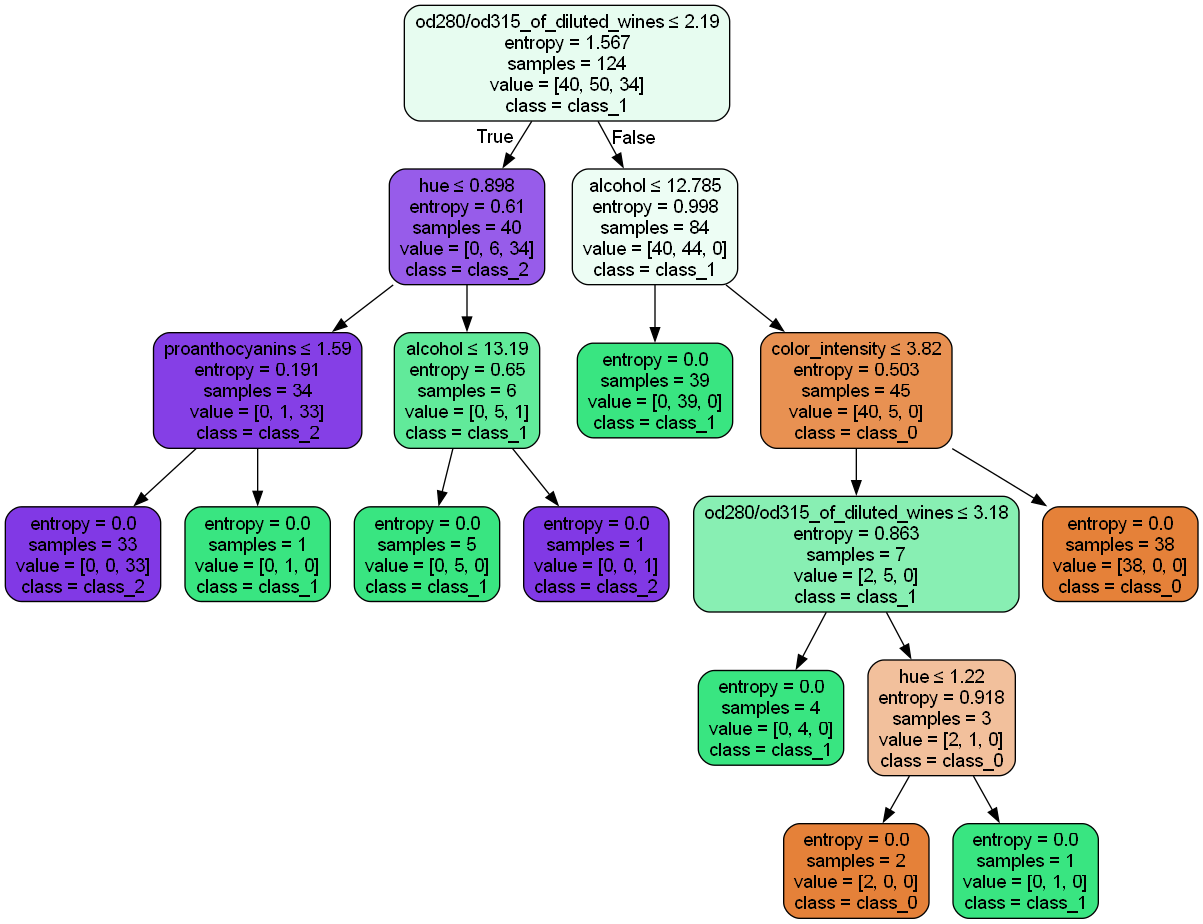 od280/od315_of_diluted_wines ≤ 2.19
entropy = 1.567
samples = 124
value = [40, 50, 34]
class = class_1
True
False
hue ≤ 0.898
entropy = 0.61
samples = 40
value = [0, 6, 34]
class = class_2
alcohol ≤ 12.785
entropy = 0.998
samples = 84
value = [40, 44, 0]
class = class_1
proanthocyanins ≤ 1.59
entropy = 0.191
samples = 34
value = [0, 1, 33]
class = class_2
alcohol ≤ 13.19
entropy = 0.65
samples = 6
value = [0, 5, 1]
class = class_1
entropy = 0.0
samples = 39
value = [0, 39, 0]
class = class_1
color_intensity ≤ 3.82
entropy = 0.503
samples = 45
value = [40, 5, 0]
class = class_0
entropy = 0.0
samples = 33
value = [0, 0, 33]
class = class_2
entropy = 0.0
samples = 1
value = [0, 1, 0]
class = class_1
entropy = 0.0
samples = 5
value = [0, 5, 0]
class = class_1
entropy = 0.0
samples = 1
value = [0, 0, 1]
class = class_2
od280/od315_of_diluted_wines ≤ 3.18
entropy = 0.863
samples = 7
value = [2, 5, 0]
class = class_1
entropy = 0.0
samples = 38
value = [38, 0, 0]
class = class_0
entropy = 0.0
samples = 4
value = [0, 4, 0]
class = class_1
hue ≤ 1.22
entropy = 0.918
samples = 3
value = [2, 1, 0]
class = class_0
entropy = 0.0
samples = 2
value = [2, 0, 0]
class = class_0
entropy = 0.0
samples = 1
value = [0, 1, 0]
class = class_1